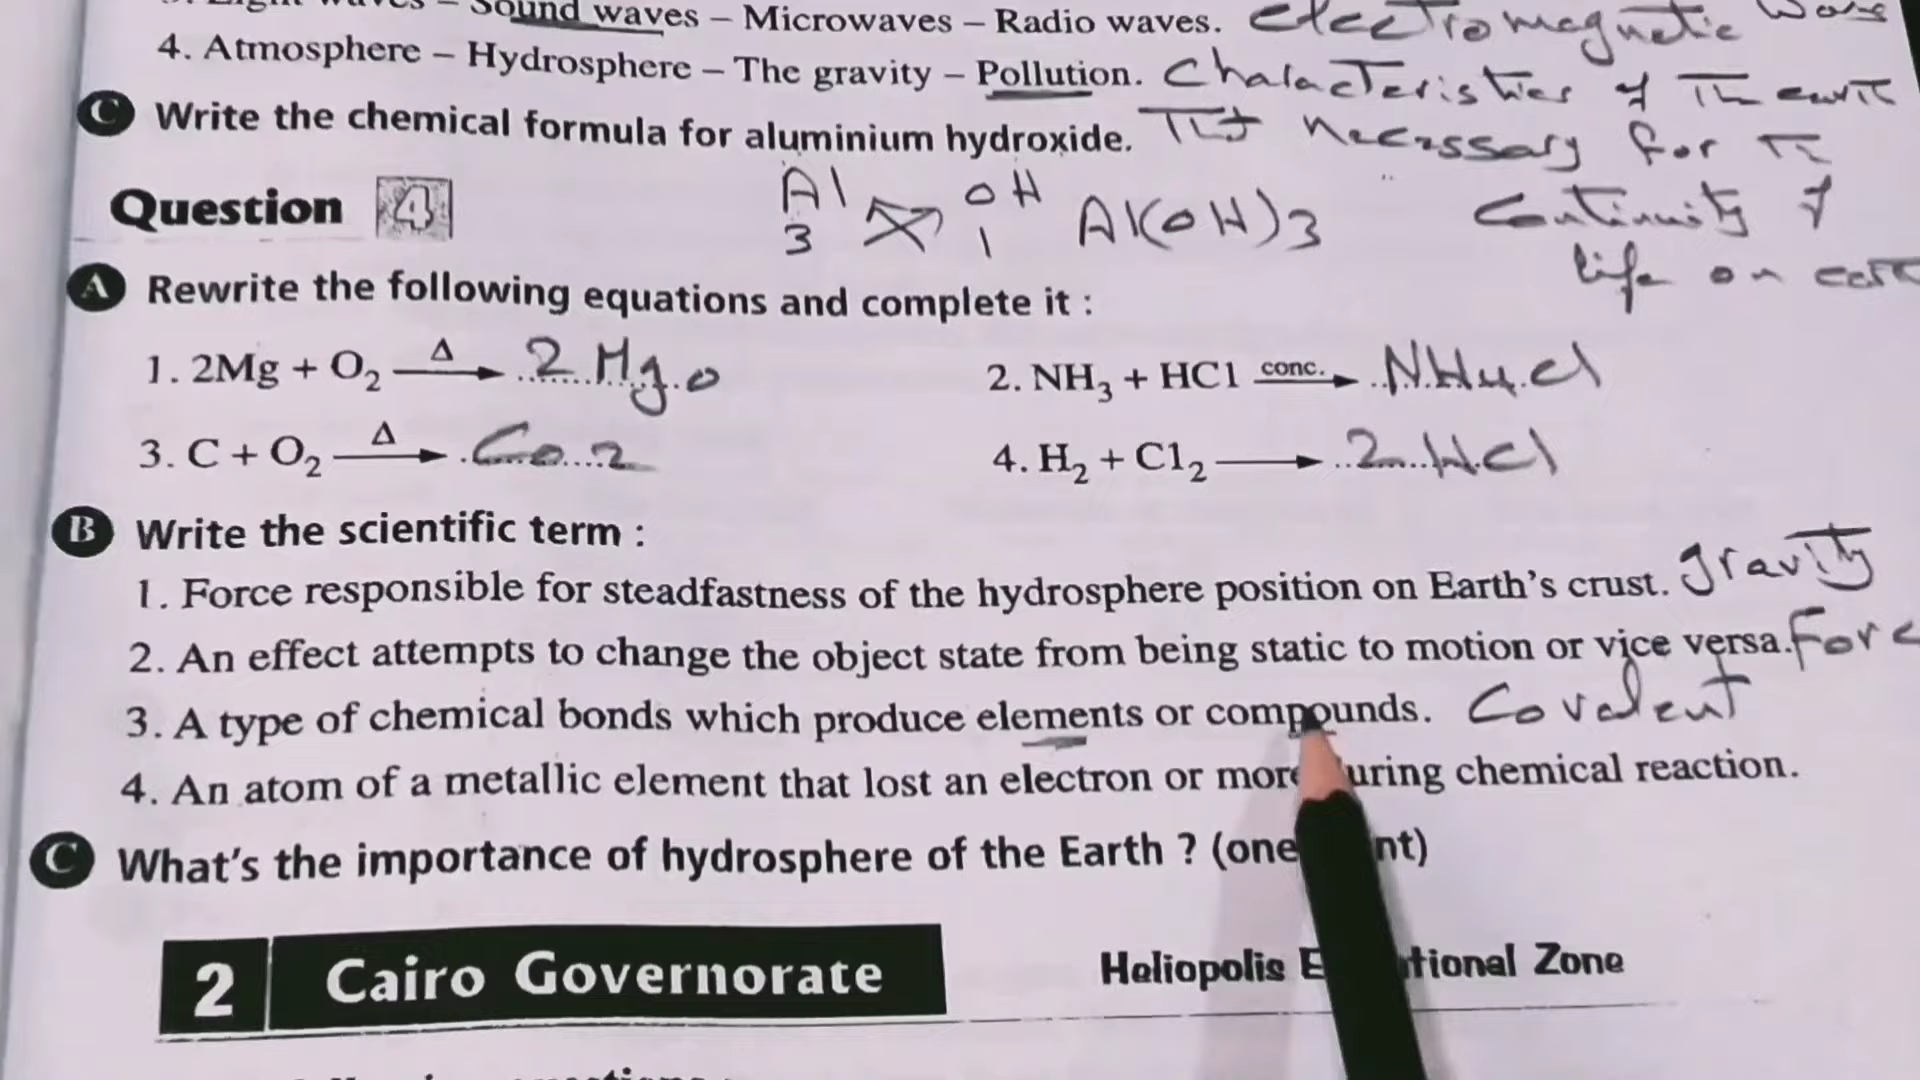 Sound waves – Microwaves – Radio waves. electromagnetic waves
4. Atmosphere – Hydrosphere – The gravity – Pollution. Characteristics of The earth
C Write the chemical formula for aluminium hydroxide. That necessary for The
Al OH Al(OH)3 continuity of
3 1
life on earth
Question 4
A Rewrite the following equations and complete it :
1. 2Mg + O2 Δ→ 2 Mg O
2. NH3 + HCl conc.→ NH4Cl
3. C + O2 Δ→ Co2
4. H2 + Cl2 → 2 HCl
B Write the scientific term :
1. Force responsible for steadfastness of the hydrosphere position on Earth's crust. gravity
2. An effect attempts to change the object state from being static to motion or vice versa. Forc
3. A type of chemical bonds which produce elements or compounds. Covalent
4. An atom of a metallic element that lost an electron or more during chemical reaction.
C What's the importance of hydrosphere of the Earth ? (one nt)
2 Cairo Governorate Heliopolis E tional Zone